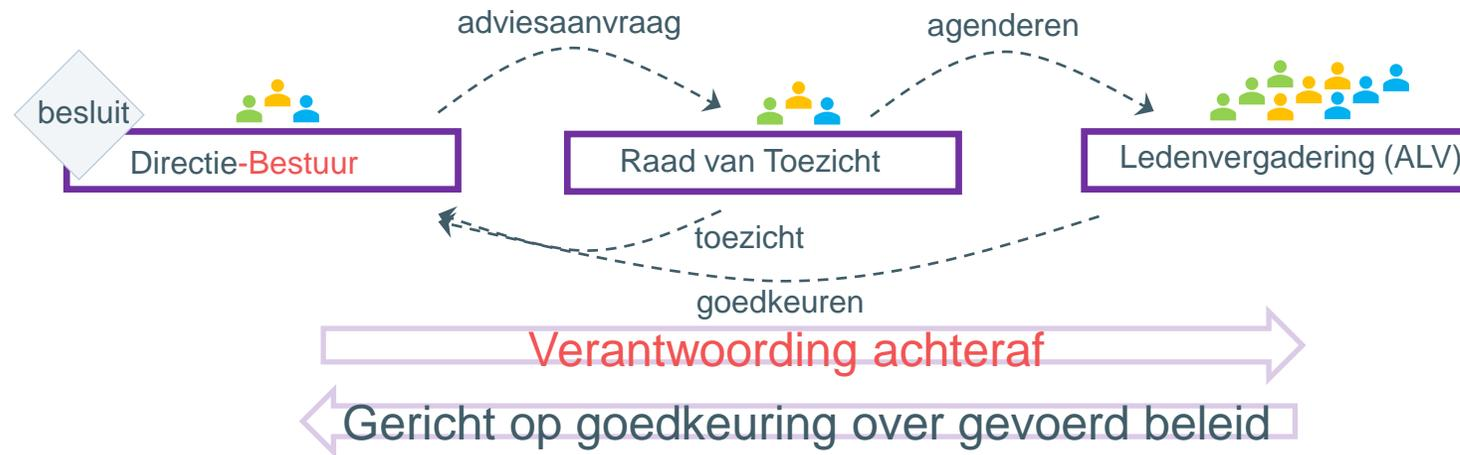 adviesaanvraag
agenderen
besluit
Directie-Bestuur
Raad van Toezicht
Ledenvergadering (ALV)
toezicht
goedkeuren
Verantwoording achteraf
Gericht op goedkeuring over gevoerd beleid